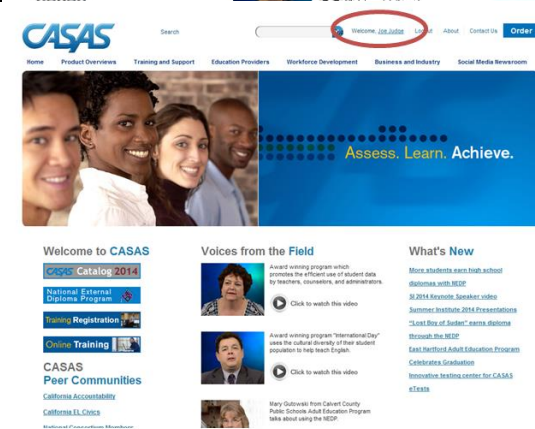 CASAS
Search
Welcome, Joe Judge
Logout
About
Contact Us
Order
Home
Product Overviews
Training and Support
Education Providers
Workforce Development
Business and Industry
Social Media Newsroom
Assess. Learn. Achieve.
Welcome to CASAS
CASAS Catalog 2014
National External
Diploma Program
Training Registration
Online Training
CASAS
Peer Communities
California Accountability
California EL Civics
National Consortium Members
Voices from the Field
Award winning program which
promotes the efficient use of student data
by teachers, counselors, and administrators.
Click to watch this video
Award winning program "International Day"
uses the cultural diversity of their student
population to help teach English.
Click to watch this video
Mary Gutowski from Calvert County
Public Schools Adult Education Program
talks about using the NEDP.
What's New
More students earn high school
diplomas with NEDP
SI 2014 Keynote Speaker video
Summer Institute 2014 Presentations
"Lost Boy of Sudan" earns diploma
through the NEDP
East Hartford Adult Education Program
Celebrates Graduation
Innovative testing center for CASAS
eTests